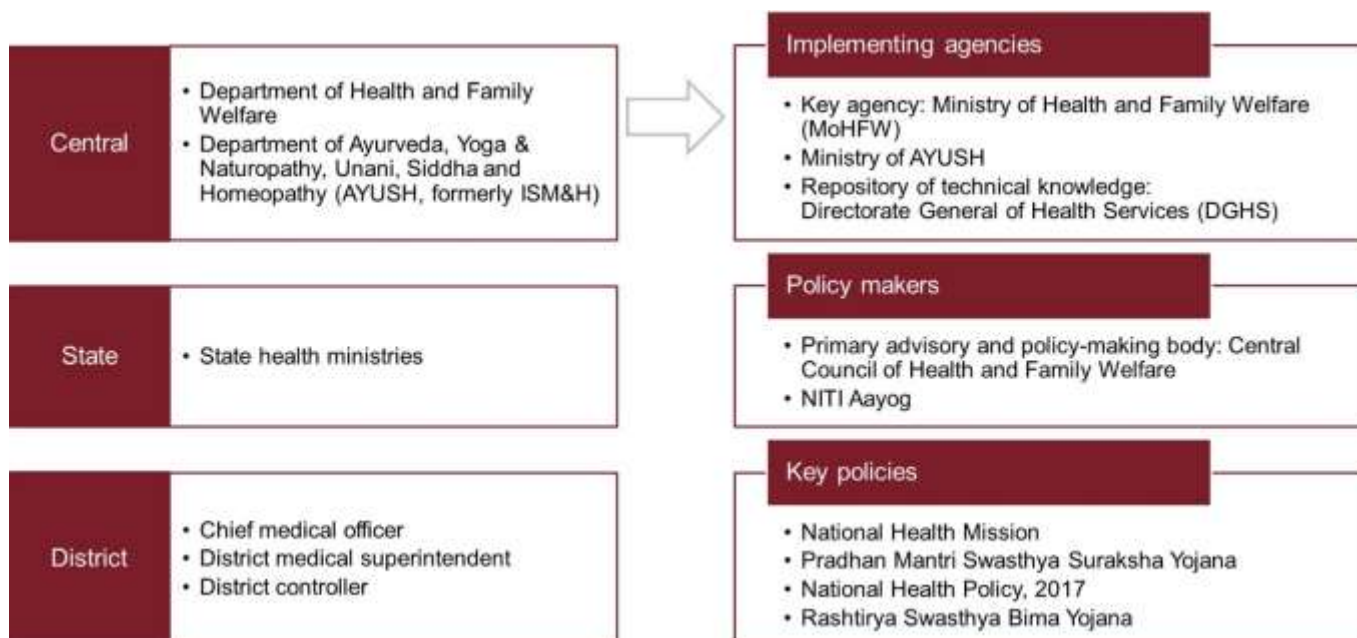 Central
• Department of Health and Family
Welfare
• Department of Ayurveda, Yoga &
Naturopathy, Unani, Siddha and
Homeopathy (AYUSH, formerly ISM&H)
Implementing agencies
• Key agency: Ministry of Health and Family Welfare
(MoHFW)
• Ministry of AYUSH
• Repository of technical knowledge:
Directorate General of Health Services (DGHS)
State
• State health ministries
Policy makers
• Primary advisory and policy-making body: Central
Council of Health and Family Welfare
• NITI Aayog
District
• Chief medical officer
• District medical superintendent
• District controller
Key policies
• National Health Mission
• Pradhan Mantri Swasthya Suraksha Yojana
• National Health Policy, 2017
• Rashtirya Swasthya Bima Yojana